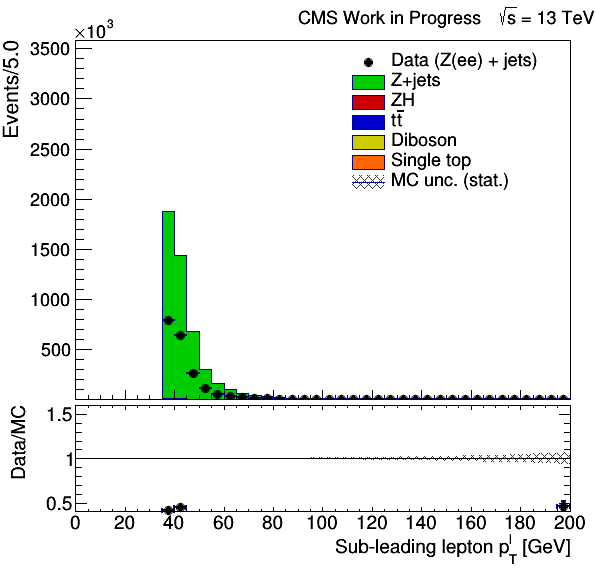 CMS Work in Progress √s = 13 TeV
×10³
Events/5.0
3500
3000
2500
2000
1500
1000
500
Data (Z(ee) + jets)
Z+jets
ZH
tt̅
Diboson
Single top
MC unc. (stat.)
Data/MC
1.5
1
0.5
0 20 40 60 80 100 120 140 160 180 200
Sub-leading lepton p_T^l [GeV]